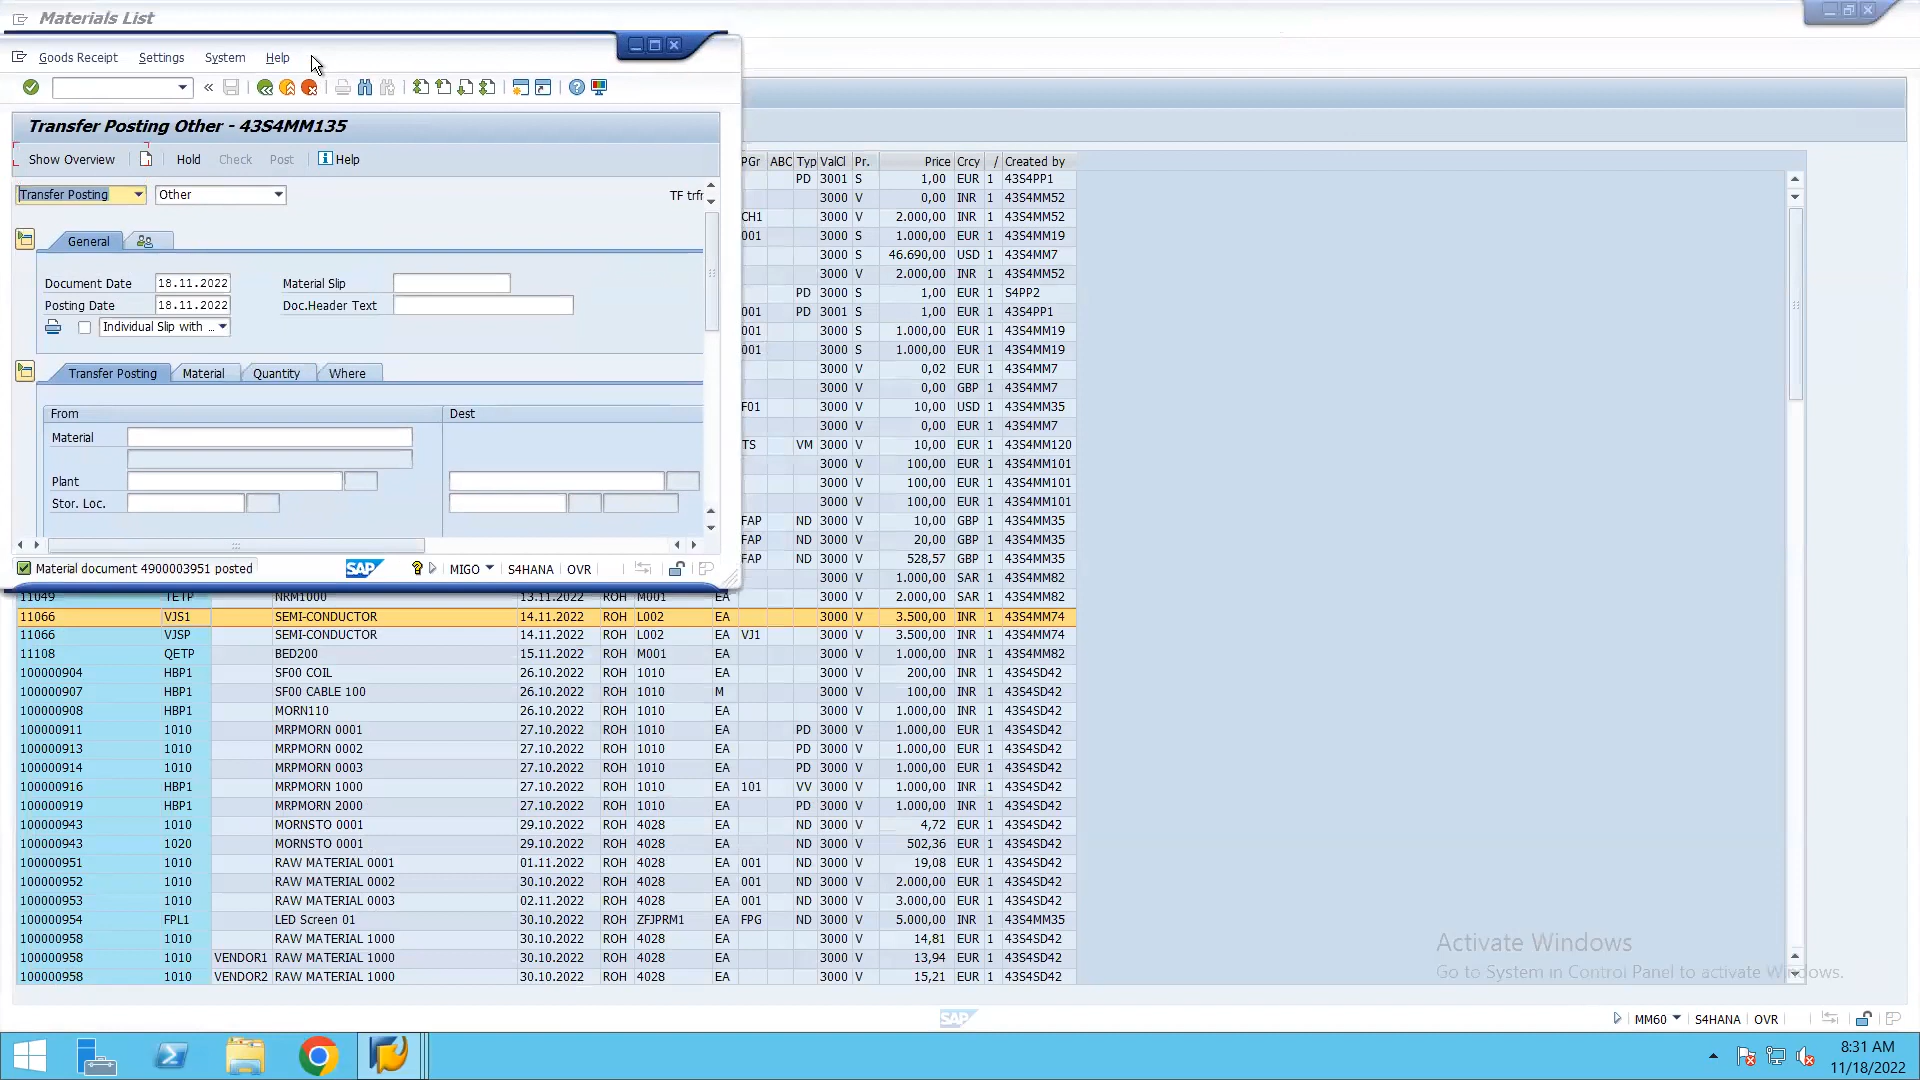 Materials List
Goods Receipt Settings System Help
Transfer Posting Other - 43S4MM135
Show Overview Hold Check Post Help
Transfer Posting Other TF trfr
General
Document Date 18.11.2022 Material Slip
Posting Date 18.11.2022 Doc.Header Text
Individual Slip with ...
Transfer Posting Material Quantity Where
From Dest
Material
Plant
Stor. Loc.
Material document 4900003951 posted SAP MIGO S4HANA OVR
PGr ABC Typ ValCl Pr. Price Crcy / Created by
PD 3001 S 1,00 EUR 1 43S4PP1
3000 V 0,00 INR 1 43S4MM52
CH1 3000 V 2.000,00 INR 1 43S4MM52
001 3000 S 1.000,00 EUR 1 43S4MM19
3000 S 46.690,00 USD 1 43S4MM7
3000 V 2.000,00 INR 1 43S4MM52
PD 3000 S 1,00 EUR 1 S4PP2
001 PD 3001 S 1,00 EUR 1 43S4PP1
001 3000 S 1.000,00 EUR 1 43S4MM19
001 3000 S 1.000,00 EUR 1 43S4MM19
3000 V 0,02 EUR 1 43S4MM7
3000 V 0,00 GBP 1 43S4MM7
F01 3000 V 10,00 USD 1 43S4MM35
3000 V 0,00 EUR 1 43S4MM7
TS VM 3000 V 10,00 EUR 1 43S4MM120
3000 V 100,00 EUR 1 43S4MM101
3000 V 100,00 EUR 1 43S4MM101
3000 V 100,00 EUR 1 43S4MM101
FAP ND 3000 V 10,00 GBP 1 43S4MM35
FAP ND 3000 V 20,00 GBP 1 43S4MM35
FAP ND 3000 V 528,57 GBP 1 43S4MM35
3000 V 1.000,00 SAR 1 43S4MM82
11049 TETP NRM1000 13.11.2022 ROH M001 EA 3000 V 2.000,00 SAR 1 43S4MM82
11066 VJS1 SEMI-CONDUCTOR 14.11.2022 ROH L002 EA 3000 V 3.500,00 INR 1 43S4MM74
11066 VJSP SEMI-CONDUCTOR 14.11.2022 ROH L002 EA VJ1 3000 V 3.500,00 INR 1 43S4MM74
11108 QETP BED200 15.11.2022 ROH M001 EA 3000 V 1.000,00 INR 1 43S4MM82
100000904 HBP1 SF00 COIL 26.10.2022 ROH 1010 EA 3000 V 200,00 INR 1 43S4SD42
100000907 HBP1 SF00 CABLE 100 26.10.2022 ROH 1010 M 3000 V 100,00 INR 1 43S4SD42
100000908 HBP1 MORN110 26.10.2022 ROH 1010 EA 3000 V 1.000,00 INR 1 43S4SD42
100000911 1010 MRPMORN 0001 27.10.2022 ROH 1010 EA PD 3000 V 1.000,00 EUR 1 43S4SD42
100000913 1010 MRPMORN 0002 27.10.2022 ROH 1010 EA PD 3000 V 1.000,00 EUR 1 43S4SD42
100000914 1010 MRPMORN 0003 27.10.2022 ROH 1010 EA PD 3000 V 1.000,00 EUR 1 43S4SD42
100000916 HBP1 MRPMORN 1000 27.10.2022 ROH 1010 EA 101 VV 3000 V 1.000,00 INR 1 43S4SD42
100000919 HBP1 MRPMORN 2000 27.10.2022 ROH 1010 EA PD 3000 V 1.000,00 INR 1 43S4SD42
100000943 1010 MORNSTO 0001 29.10.2022 ROH 4028 EA ND 3000 V 4,72 EUR 1 43S4SD42
100000943 1020 MORNSTO 0001 29.10.2022 ROH 4028 EA ND 3000 V 502,36 EUR 1 43S4SD42
100000951 1010 RAW MATERIAL 0001 01.11.2022 ROH 4028 EA 001 ND 3000 V 19,08 EUR 1 43S4SD42
100000952 1010 RAW MATERIAL 0002 30.10.2022 ROH 4028 EA 001 ND 3000 V 2.000,00 EUR 1 43S4SD42
100000953 1010 RAW MATERIAL 0003 02.11.2022 ROH 4028 EA 001 ND 3000 V 3.000,00 EUR 1 43S4SD42
100000954 FPL1 LED Screen 01 30.10.2022 ROH ZFJPRM1 EA FPG ND 3000 V 5.000,00 INR 1 43S4MM35
100000958 1010 RAW MATERIAL 1000 30.10.2022 ROH 4028 EA 3000 V 14,81 EUR 1 43S4SD42
100000958 1010 VENDOR1 RAW MATERIAL 1000 30.10.2022 ROH 4028 EA 3000 V 13,94 EUR 1 43S4SD42
100000958 1010 VENDOR2 RAW MATERIAL 1000 30.10.2022 ROH 4028 EA 3000 V 15,21 EUR 1 43S4SD42
Activate Windows
Go to System in Control Panel to activate Windows.
SAP MM60 S4HANA OVR
8:31 AM
11/18/2022